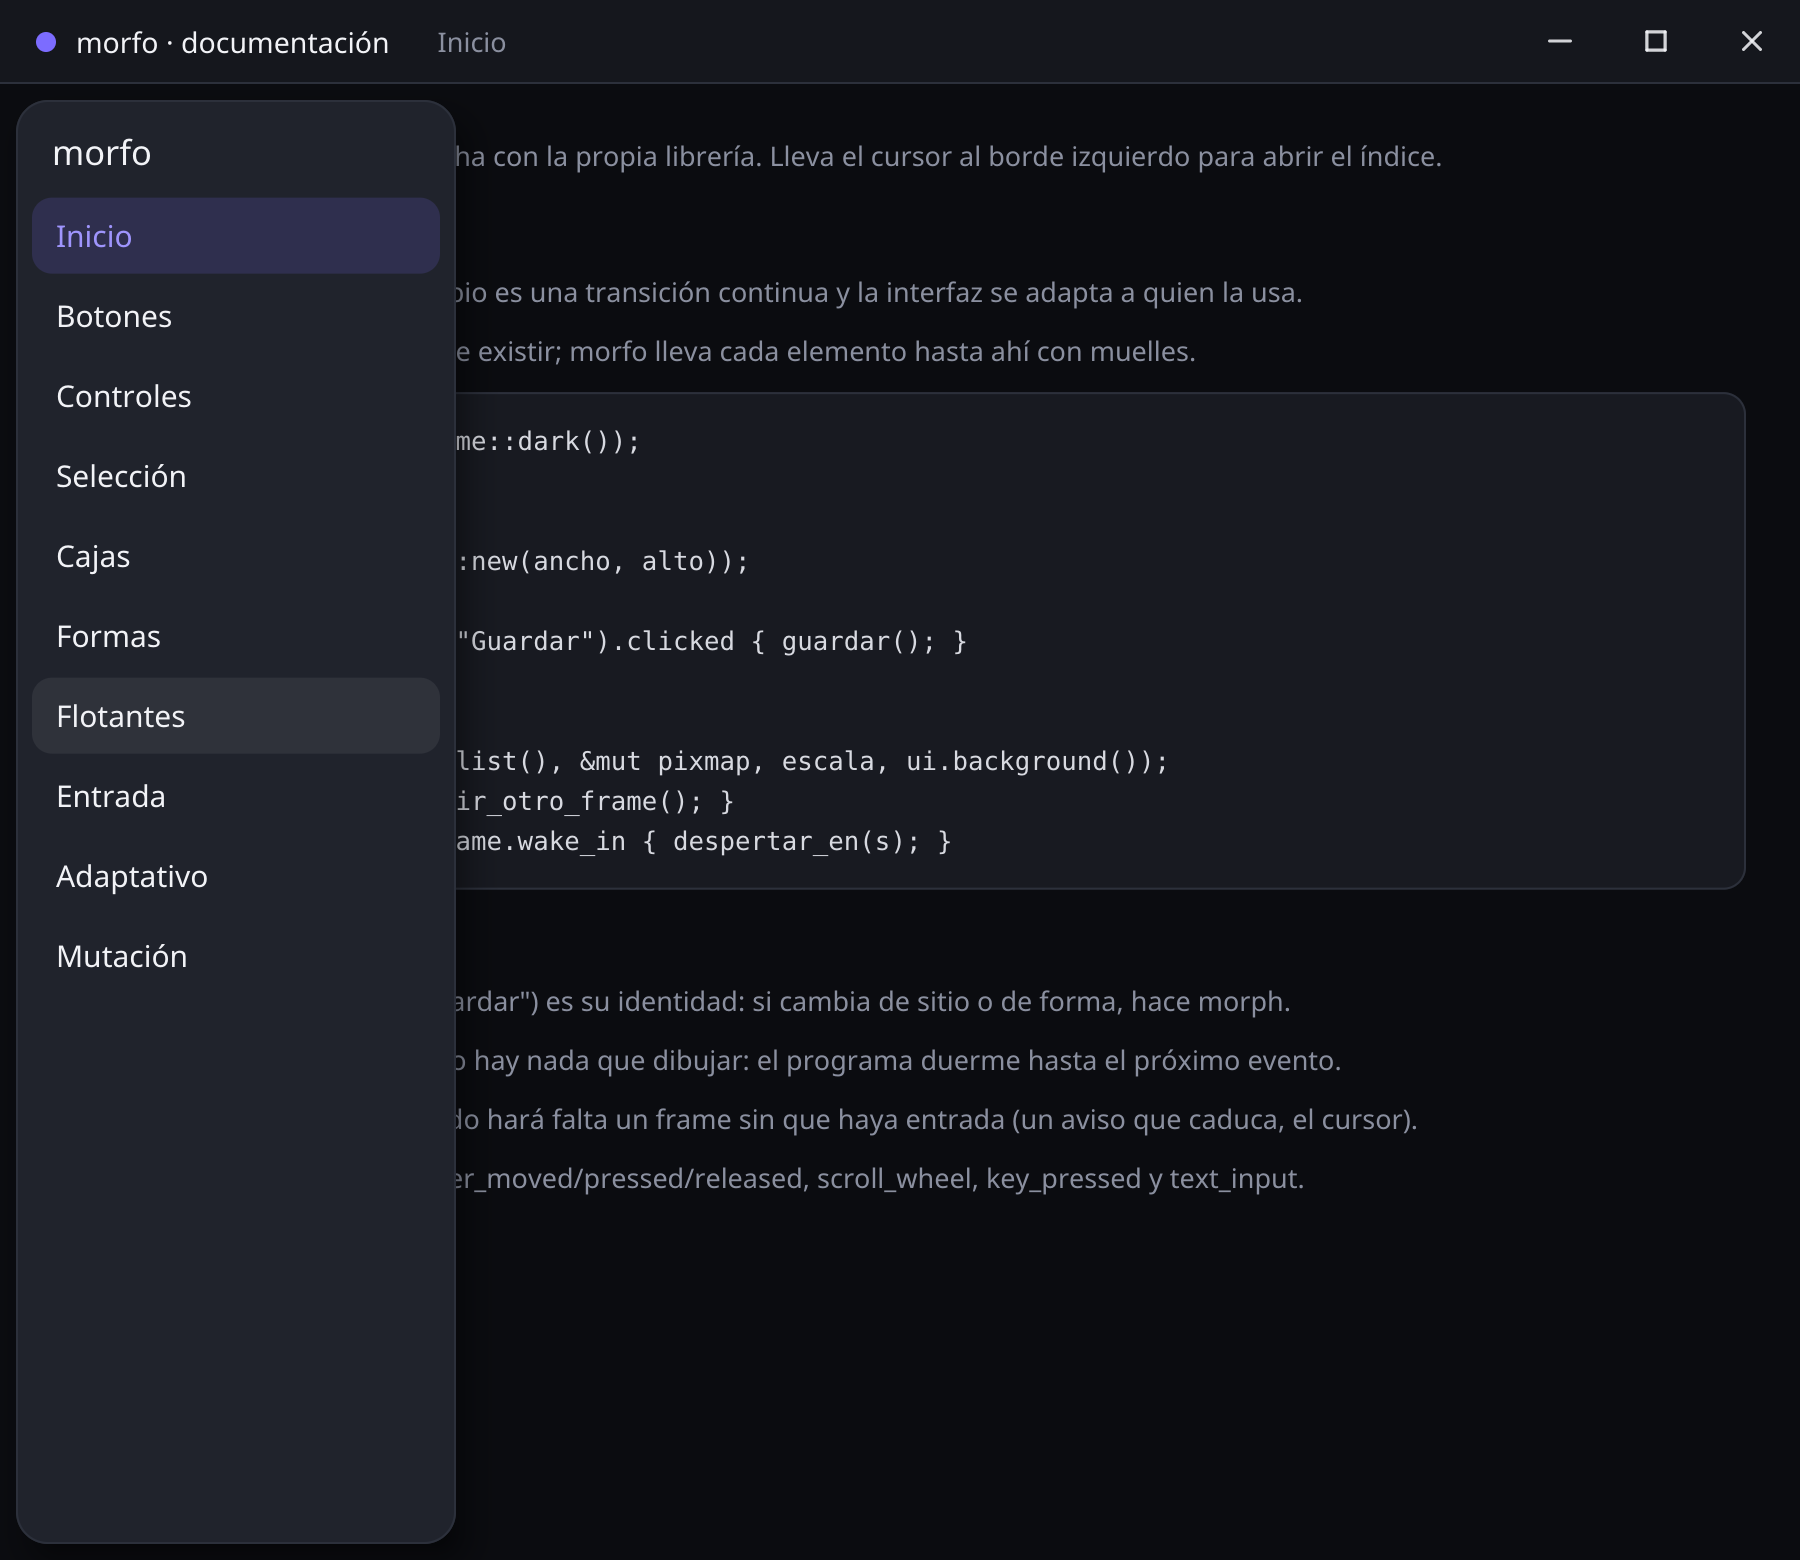 morfo · documentación Inicio
morfo
Inicio
Botones
Controles
Selección
Cajas
Formas
Flotantes
Entrada
Adaptativo
Mutación
con la propia librería. Lleva el cursor al borde izquierdo para abrir el índice.
es una transición continua y la interfaz se adapta a quien la usa.
e existir; morfo lleva cada elemento hasta ahí con muelles.
me::dark());
:new(ancho, alto));
"Guardar").clicked { guardar(); }
list(), &mut pixmap, escala, ui.background());
ir_otro_frame(); }
ame.wake_in { despertar_en(s); }
ardar") es su identidad: si cambia de sitio o de forma, hace morph.
o hay nada que dibujar: el programa duerme hasta el próximo evento.
do hará falta un frame sin que haya entrada (un aviso que caduca, el cursor).
er_moved/pressed/released, scroll_wheel, key_pressed y text_input.